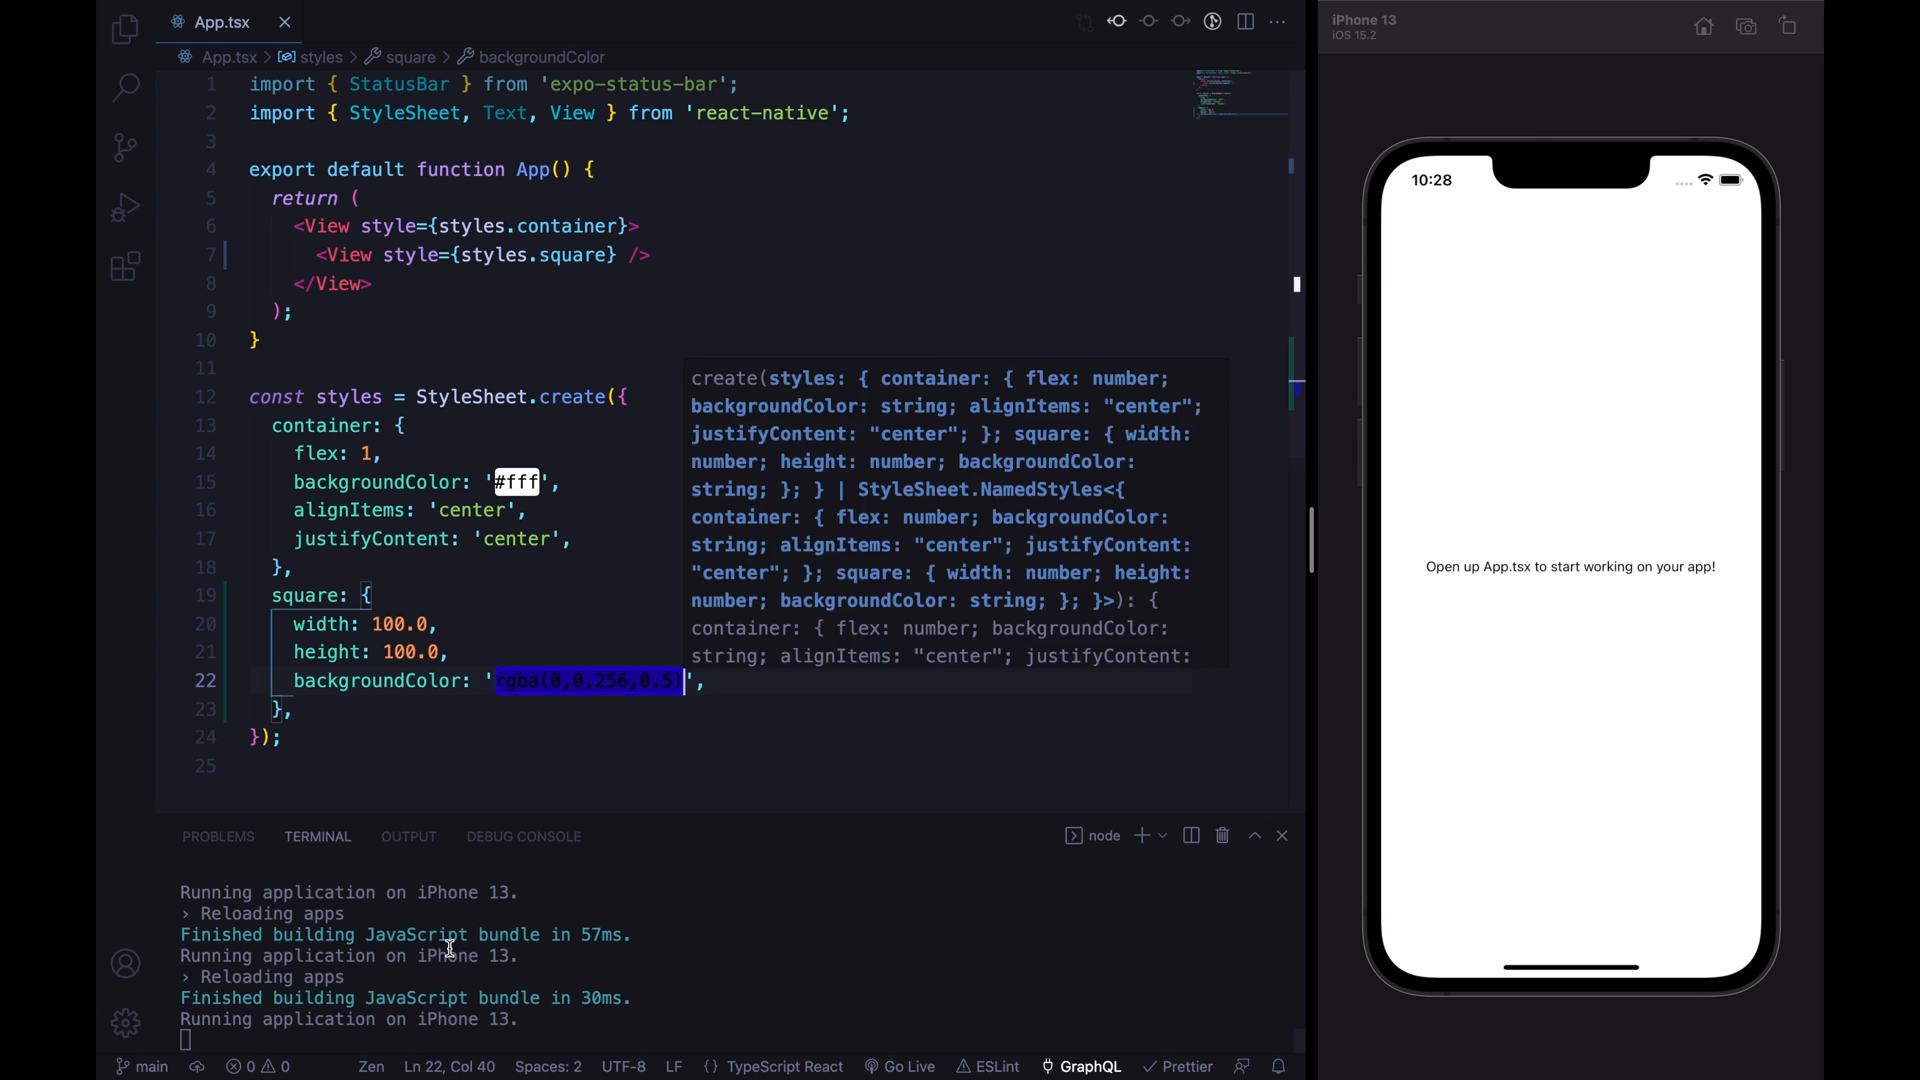 App.tsx
App.tsx > styles > square > backgroundColor
1 import { StatusBar } from 'expo-status-bar';
2 import { StyleSheet, Text, View } from 'react-native';
3
4 export default function App() {
5 return (
6 <View style={styles.container}>
7 <View style={styles.square} />
8 </View>
9 );
10 }
11
12 const styles = StyleSheet.create({
13 container: {
14 flex: 1,
15 backgroundColor: '#fff',
16 alignItems: 'center',
17 justifyContent: 'center',
18 },
19 square: {
20 width: 100.0,
21 height: 100.0,
22 backgroundColor: 'rgba(0,0,256,0.5)',
23 },
24 });
25
create(styles: { container: { flex: number;
backgroundColor: string; alignItems: "center";
justifyContent: "center"; }; square: { width:
number; height: number; backgroundColor:
string; }; } | StyleSheet.NamedStyles<{
container: { flex: number; backgroundColor:
string; alignItems: "center"; justifyContent:
"center"; }; square: { width: number; height:
number; backgroundColor: string; }; }>): {
container: { flex: number; backgroundColor:
string; alignItems: "center"; justifyContent:
PROBLEMS TERMINAL OUTPUT DEBUG CONSOLE
node
Running application on iPhone 13.
› Reloading apps
Finished building JavaScript bundle in 57ms.
Running application on iPhone 13.
› Reloading apps
Finished building JavaScript bundle in 30ms.
Running application on iPhone 13.
main 0 0 Zen Ln 22, Col 40 Spaces: 2 UTF-8 LF {} TypeScript React Go Live ESLint GraphQL Prettier
iPhone 13
iOS 15.2
10:28
Open up App.tsx to start working on your app!